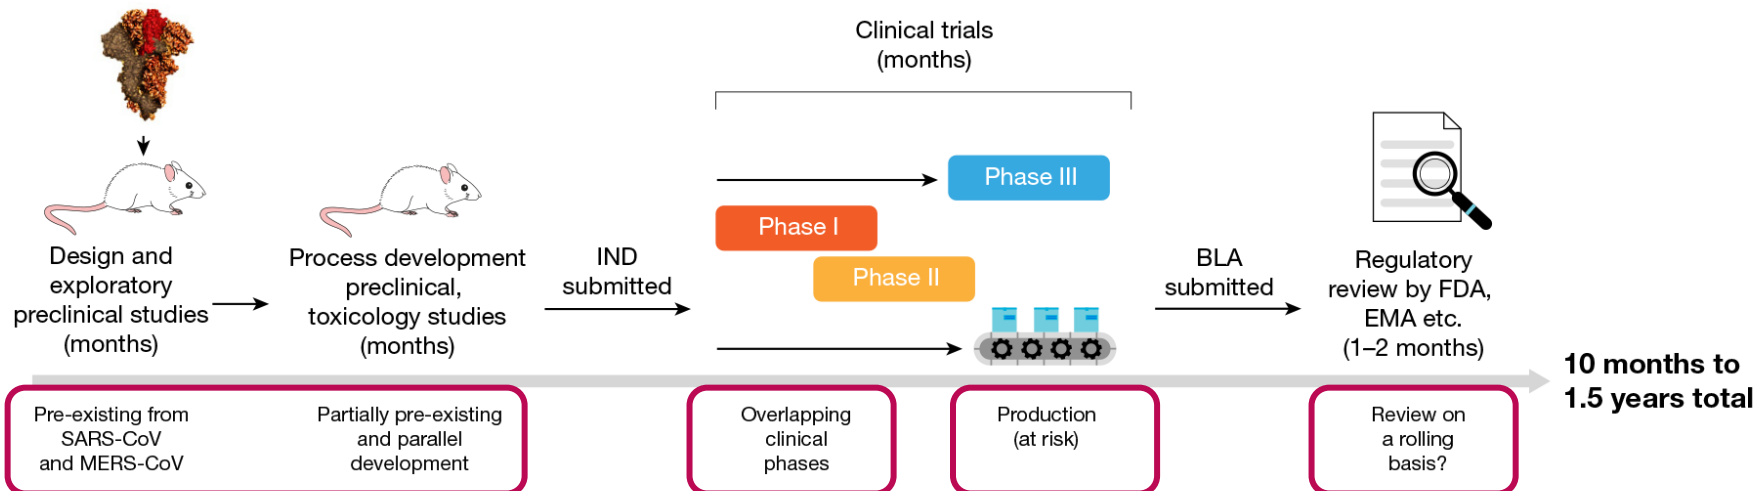 Clinical trials
(months)
Phase III
Phase I
Phase II
Design and
exploratory
preclinical studies
(months)
Process development
preclinical,
toxicology studies
(months)
IND
submitted
BLA
submitted
Regulatory
review by FDA,
EMA etc.
(1–2 months)
10 months to
1.5 years total
Pre-existing from
SARS-CoV
and MERS-CoV
Partially pre-existing
and parallel
development
Overlapping
clinical
phases
Production
(at risk)
Review on
a rolling
basis?